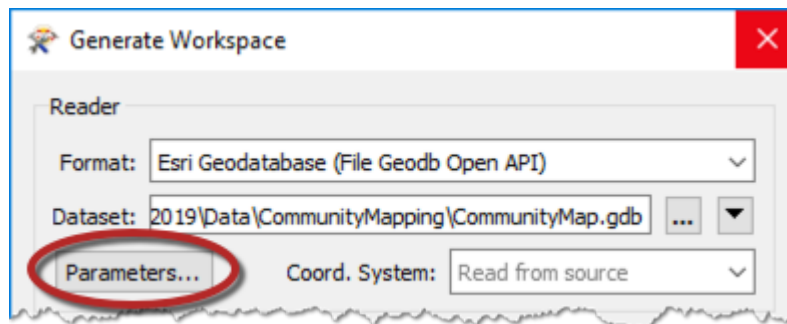 Generate Workspace
Reader
Format: Esri Geodatabase (File Geodb Open API)
Dataset: 2019\Data\CommunityMapping\CommunityMap.gdb ...
Parameters... Coord. System: Read from source